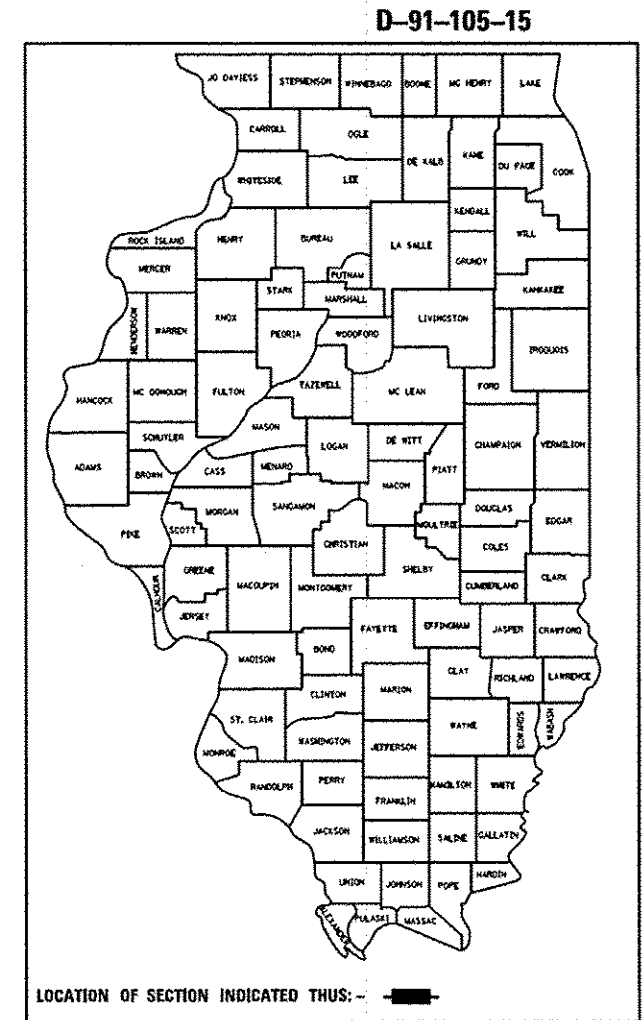 D-91-105-15
JO DAVIESS STEPHENSON WINNEBAGO BOONE MC HENRY LAKE
CARROLL OGLE DE KALB KANE DU PAGE COOK
WHITESIDE LEE
KENDALL WILL
ROCK ISLAND HENRY BUREAU LA SALLE GRUNDY
MERCER PUTNAM KANKAKEE
STARK MARSHALL
HENDERSON WARREN KNOX PEORIA WOODFORD LIVINGSTON
IROQUOIS
HANCOCK MC DONOUGH FULTON TAZEWELL MC LEAN FORD
MASON
SCHUYLER LOGAN DE WITT CHAMPAIGN VERMILION
ADAMS BROWN CASS MENARD PIATT
MACON
PIKE SCOTT MORGAN SANGAMON MOULTRIE DOUGLAS EDGAR
CHRISTIAN COLES
CALHOUN GREENE MACOUPIN MONTGOMERY SHELBY CUMBERLAND CLARK
JERSEY
FAYETTE EFFINGHAM JASPER CRAWFORD
MADISON BOND
CLAY RICHLAND LAWRENCE
CLINTON MARION
ST. CLAIR WAYNE EDWARDS WABASH
MONROE WASHINGTON JEFFERSON
RANDOLPH PERRY HAMILTON WHITE
FRANKLIN
JACKSON WILLIAMSON SALINE GALLATIN
UNION JOHNSON POPE HARDIN
ALEXANDER PULASKI MASSAC
LOCATION OF SECTION INDICATED THUS: -